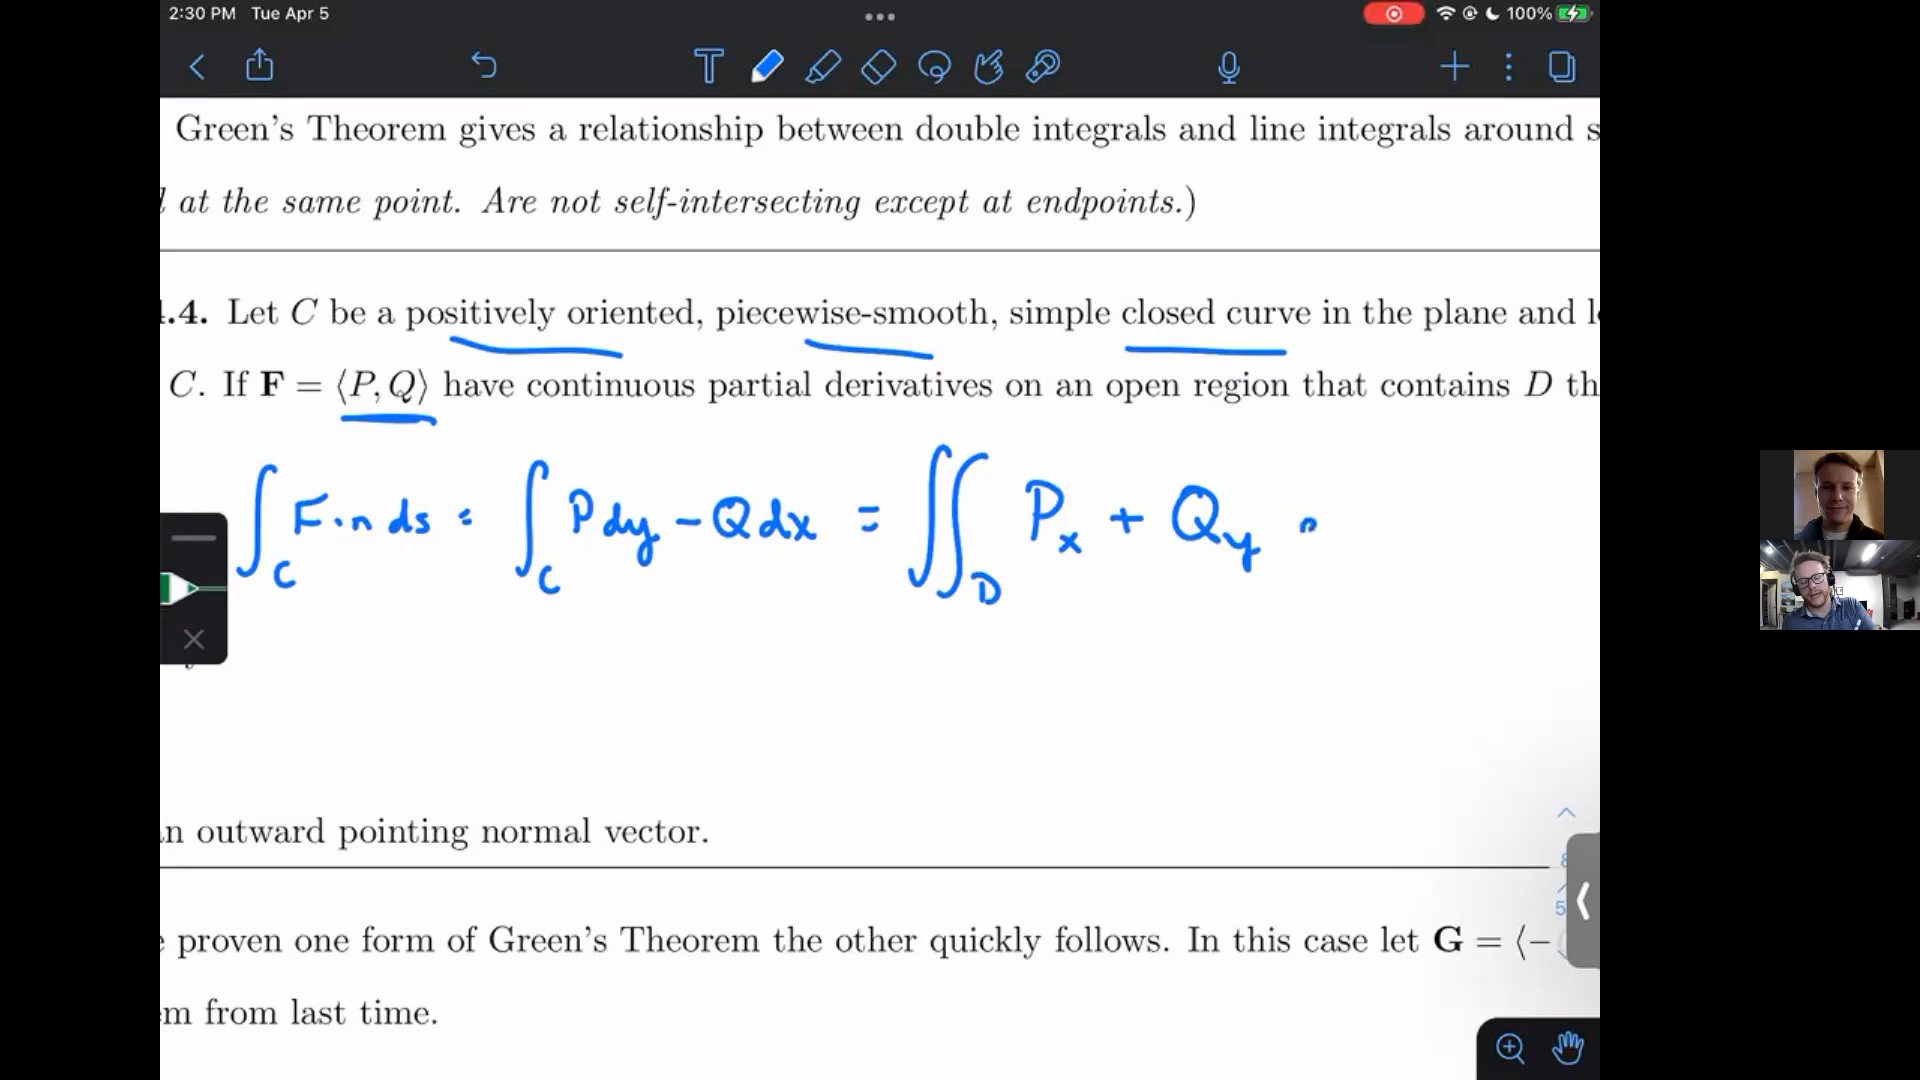 2:30 PM Tue Apr 5
100%
Green's Theorem gives a relationship between double integrals and line integrals around s
at the same point. Are not self-intersecting except at endpoints.)
.4. Let C be a positively oriented, piecewise-smooth, simple closed curve in the plane and l
C. If F = ⟨P, Q⟩ have continuous partial derivatives on an open region that contains D th
∫_C F · n ds = ∫_C P dy − Q dx = ∬_D P_x + Q_y
n outward pointing normal vector.
e proven one form of Green's Theorem the other quickly follows. In this case let G = ⟨−
m from last time.